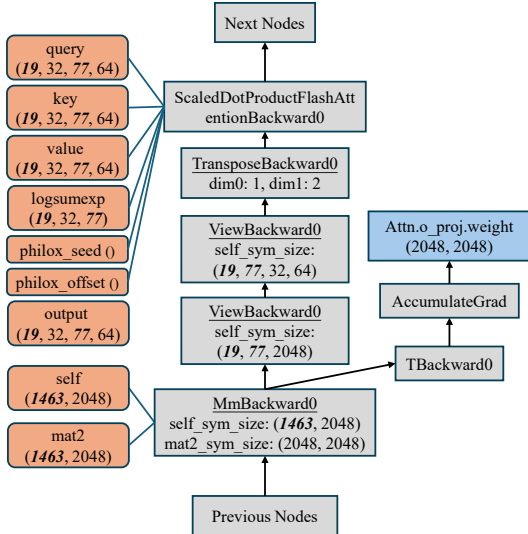 Next Nodes
query
(19, 32, 77, 64)
key
(19, 32, 77, 64)
value
(19, 32, 77, 64)
logsumexp
(19, 32, 77)
philox_seed ()
philox_offset ()
output
(19, 32, 77, 64)
self
(1463, 2048)
mat2
(1463, 2048)
ScaledDotProductFlashAtt
entionBackward0
TransposeBackward0
dim0: 1, dim1: 2
ViewBackward0
self_sym_size:
(19, 77, 32, 64)
ViewBackward0
self_sym_size:
(19, 77, 2048)
MmBackward0
self_sym_size: (1463, 2048)
mat2_sym_size: (2048, 2048)
Previous Nodes
Attn.o_proj.weight
(2048, 2048)
AccumulateGrad
TBackward0